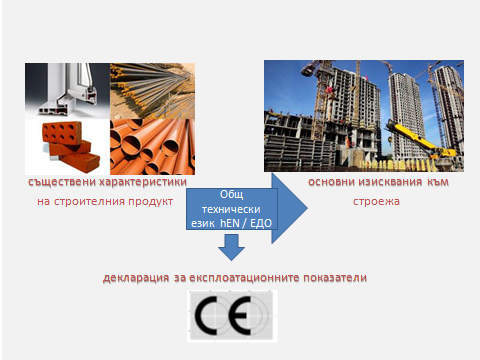 съществени характеристики
на строителния продукт
Общ
технически
език hEN / ЕДО
основни изисквания към
строежа
декларация за експлоатационните показатели
CE